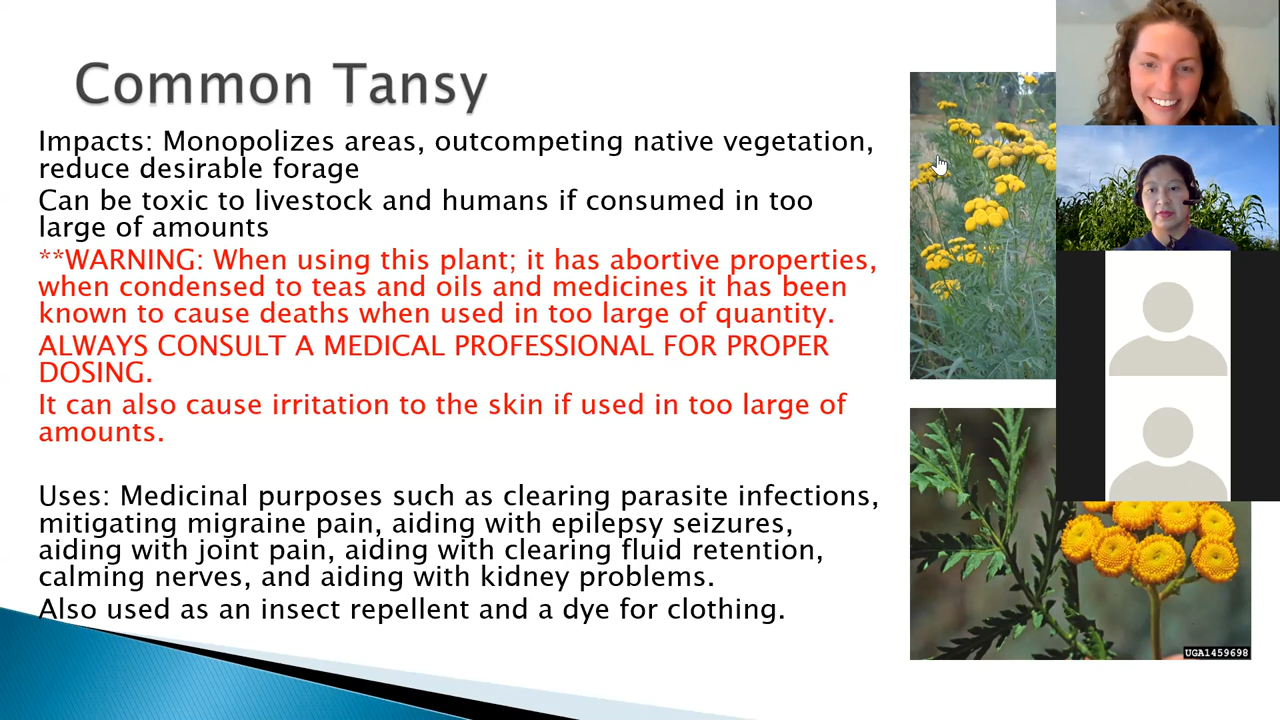 Common Tansy
Impacts: Monopolizes areas, outcompeting native vegetation,
reduce desirable forage
Can be toxic to livestock and humans if consumed in too
large of amounts
**WARNING: When using this plant; it has abortive properties,
when condensed to teas and oils and medicines it has been
known to cause deaths when used in too large of quantity.
ALWAYS CONSULT A MEDICAL PROFESSIONAL FOR PROPER
DOSING.
It can also cause irritation to the skin if used in too large of
amounts.
Uses: Medicinal purposes such as clearing parasite infections,
mitigating migraine pain, aiding with epilepsy seizures,
aiding with joint pain, aiding with clearing fluid retention,
calming nerves, and aiding with kidney problems.
Also used as an insect repellent and a dye for clothing.
UGA1459698